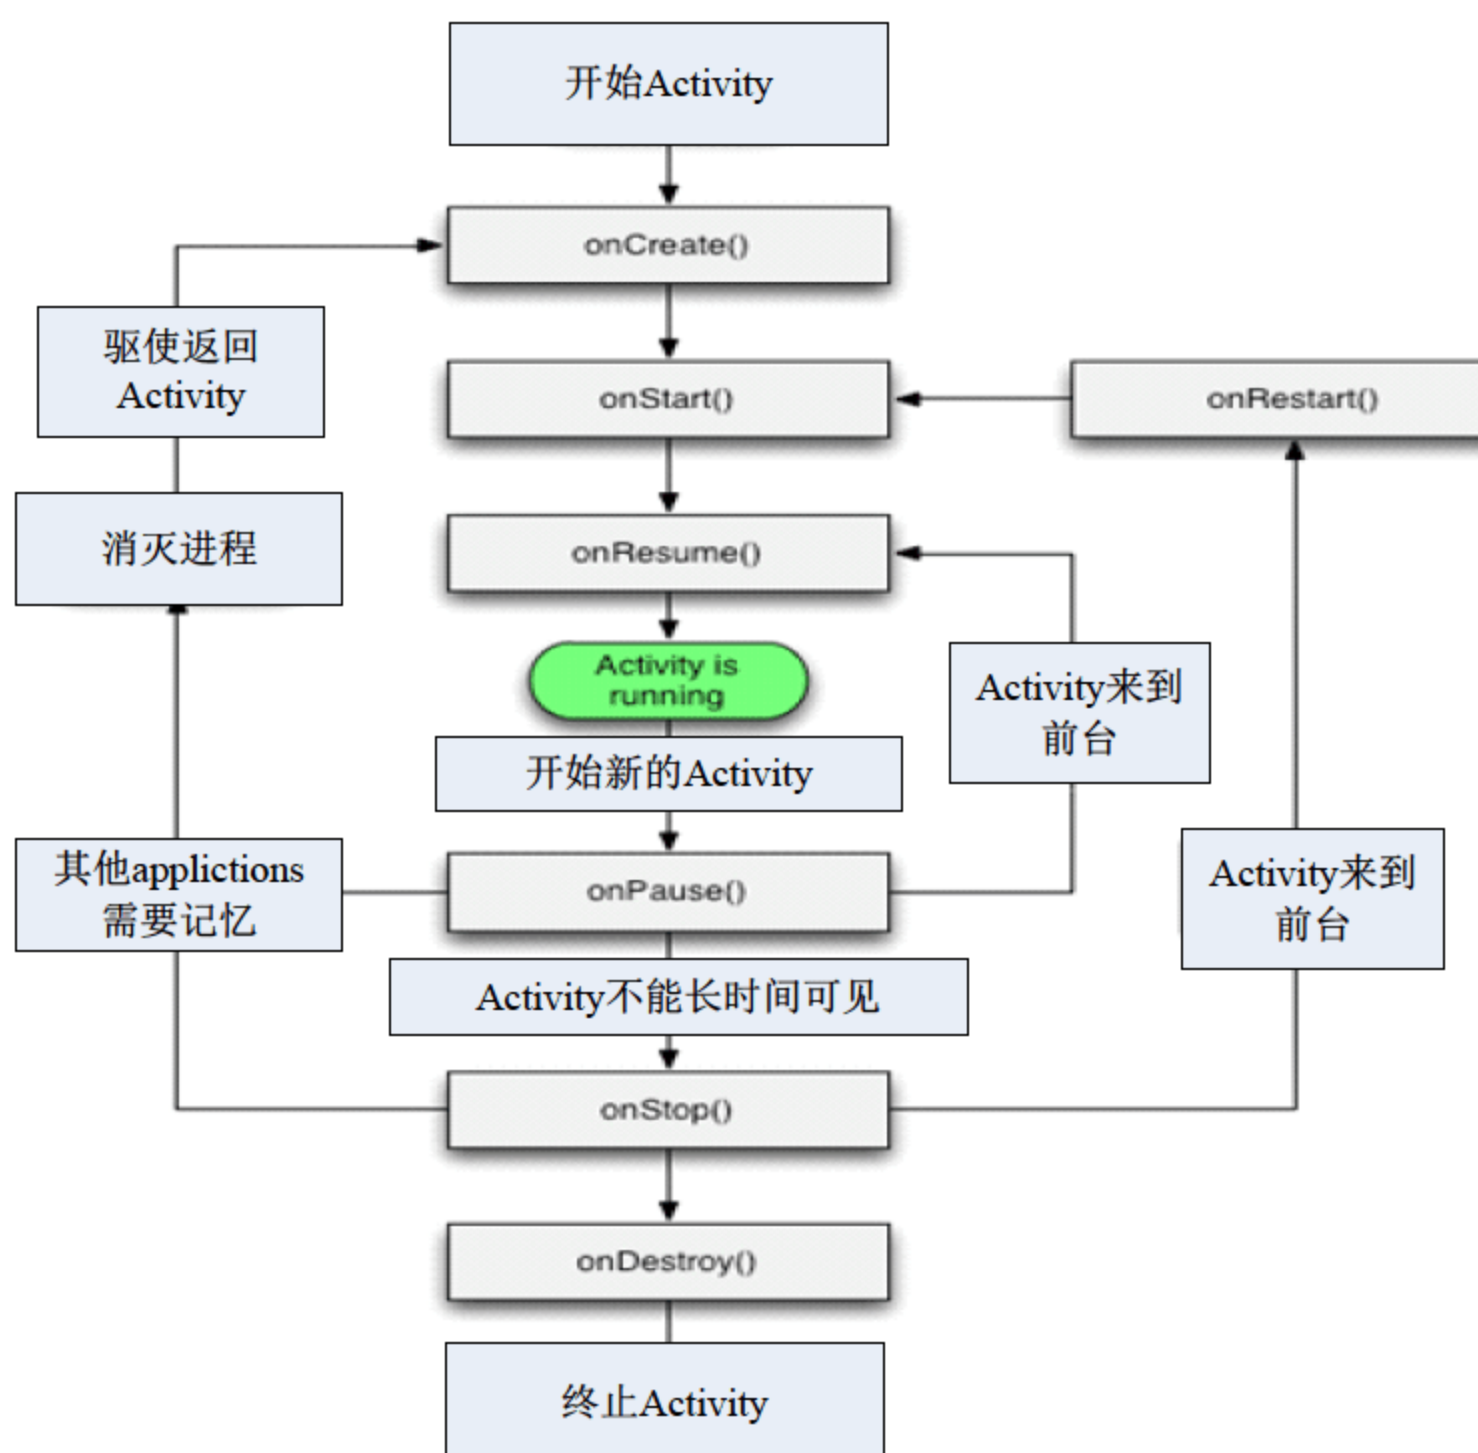 开始Activity
onCreate()
驱使返回
Activity
onStart()
onRestart()
消灭进程
onResume()
Activity is
running
Activity来到
前台
开始新的Activity
其他applictions
需要记忆
onPause()
Activity来到
前台
Activity不能长时间可见
onStop()
onDestroy()
终止Activity